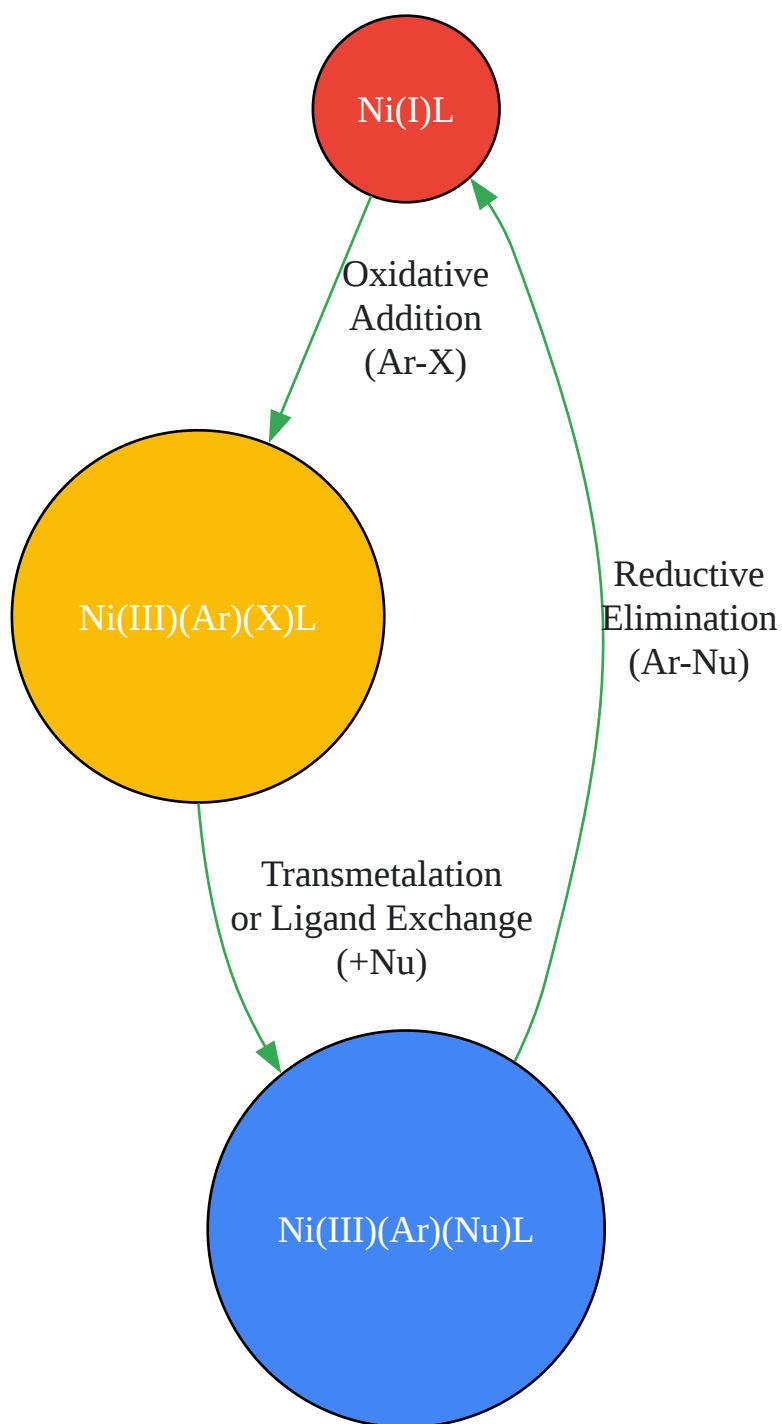 Ni(I)L
Oxidative
Addition
(Ar-X)
Reductive
Elimination
(Ar-Nu)
Ni(III)(Ar)(X)L
Transmetalation
or Ligand Exchange
(+Nu)
Ni(III)(Ar)(Nu)L